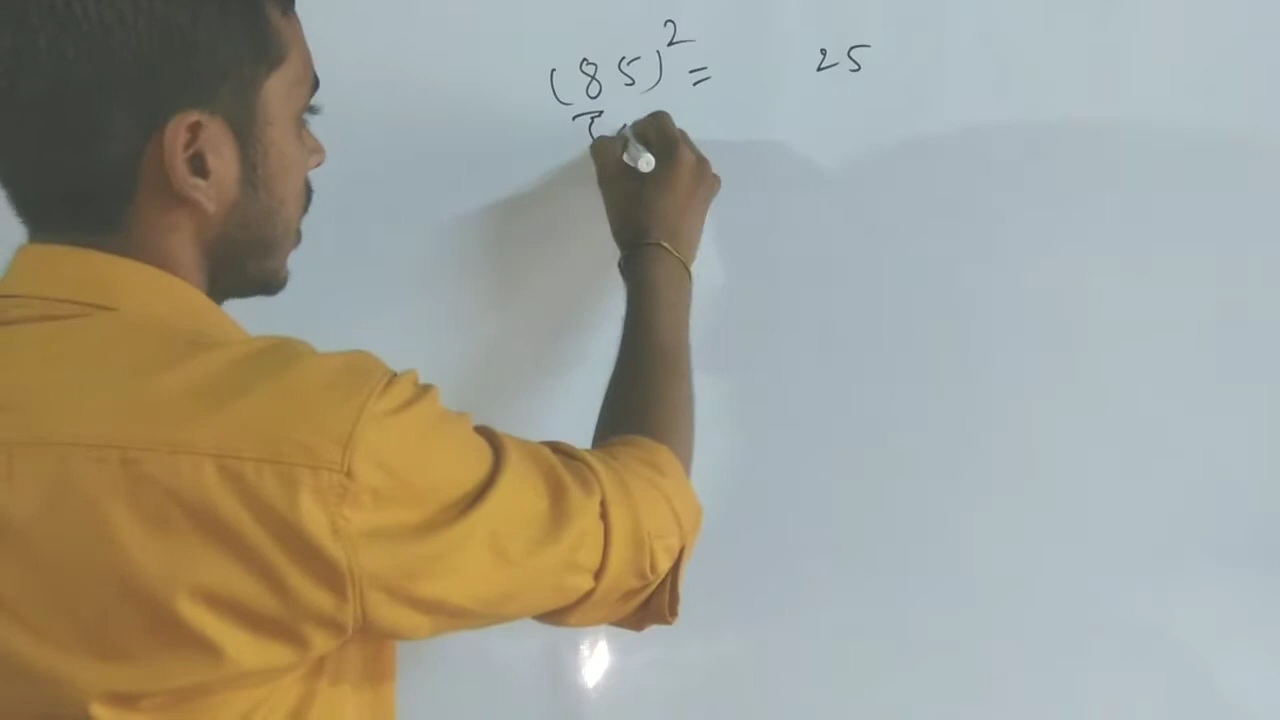 (85)² = 25